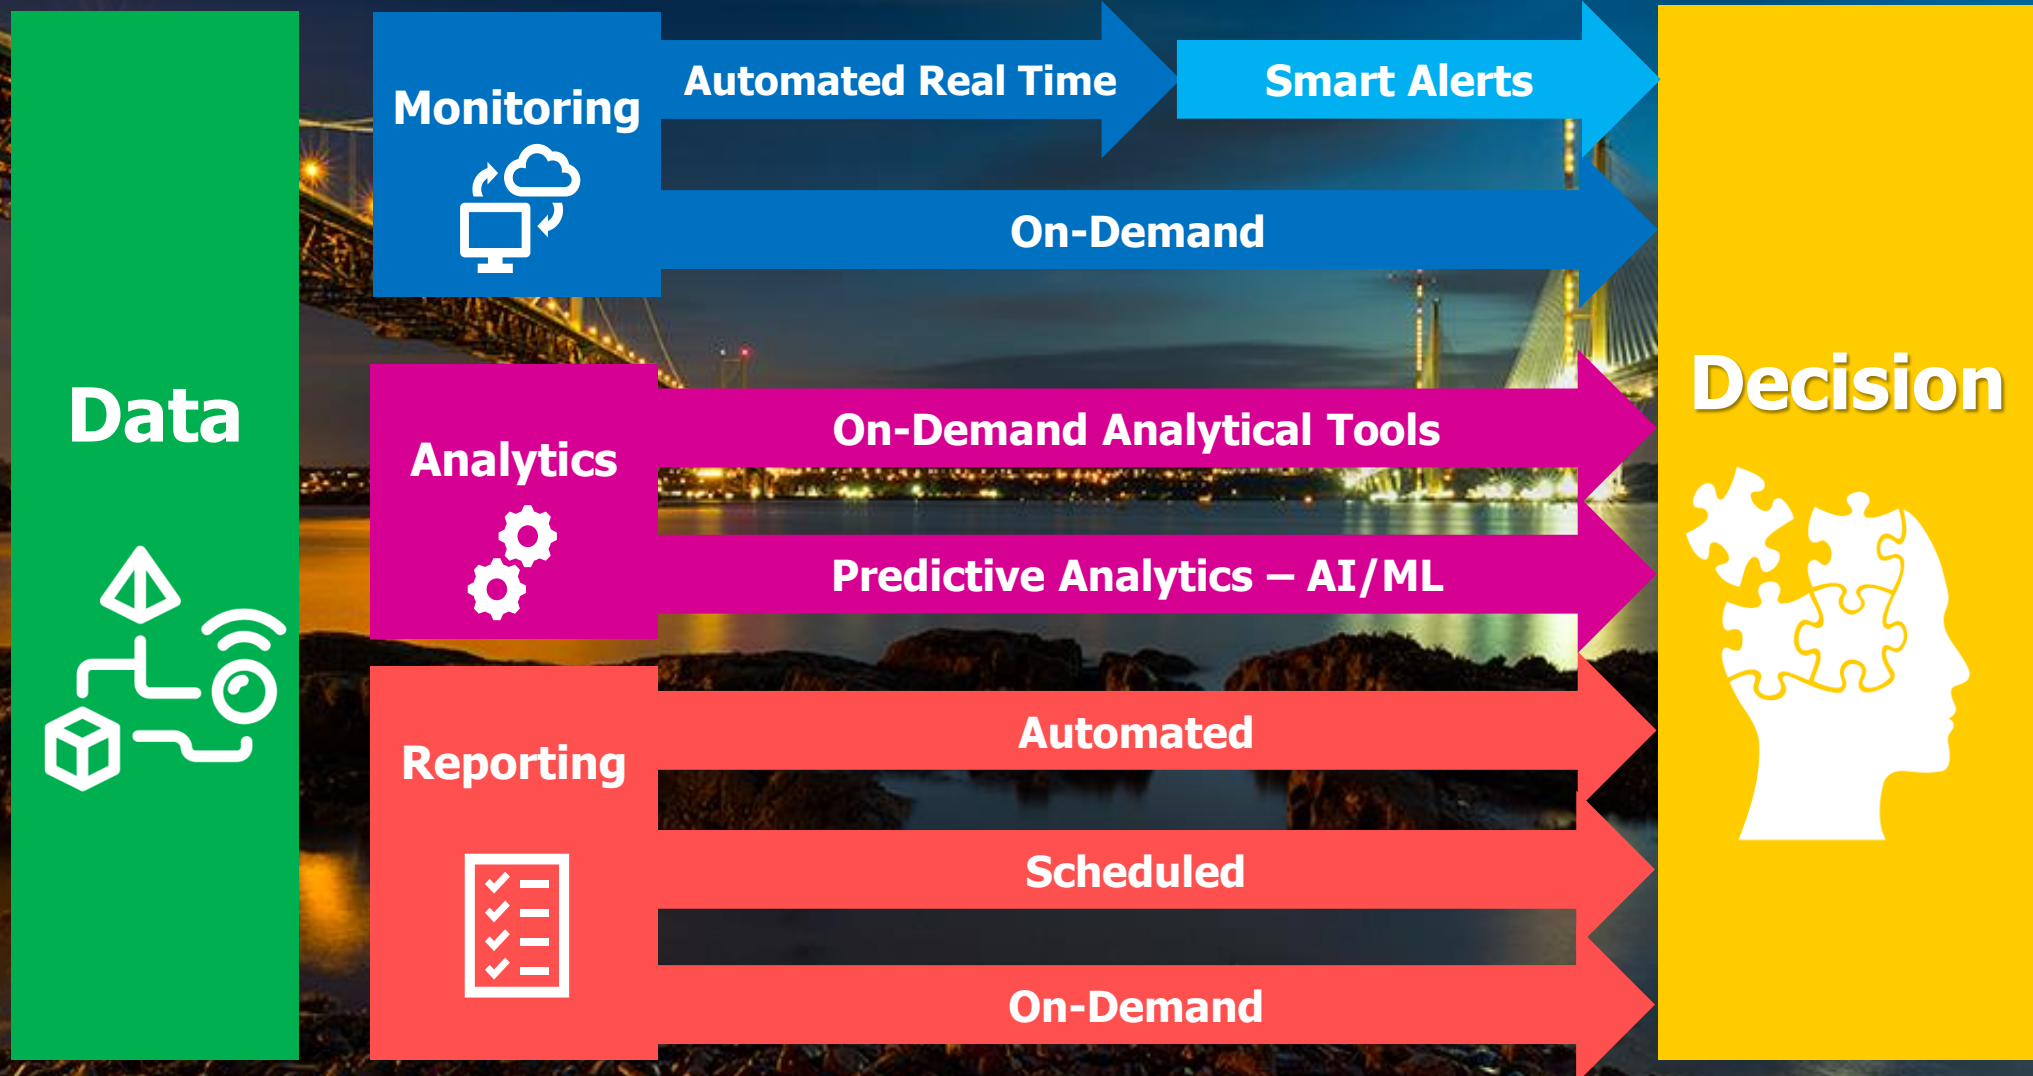 Data
Monitoring
Automated Real Time
Smart Alerts
On-Demand
Analytics
On-Demand Analytical Tools
Predictive Analytics – AI/ML
Reporting
Automated
Scheduled
On-Demand
Decision